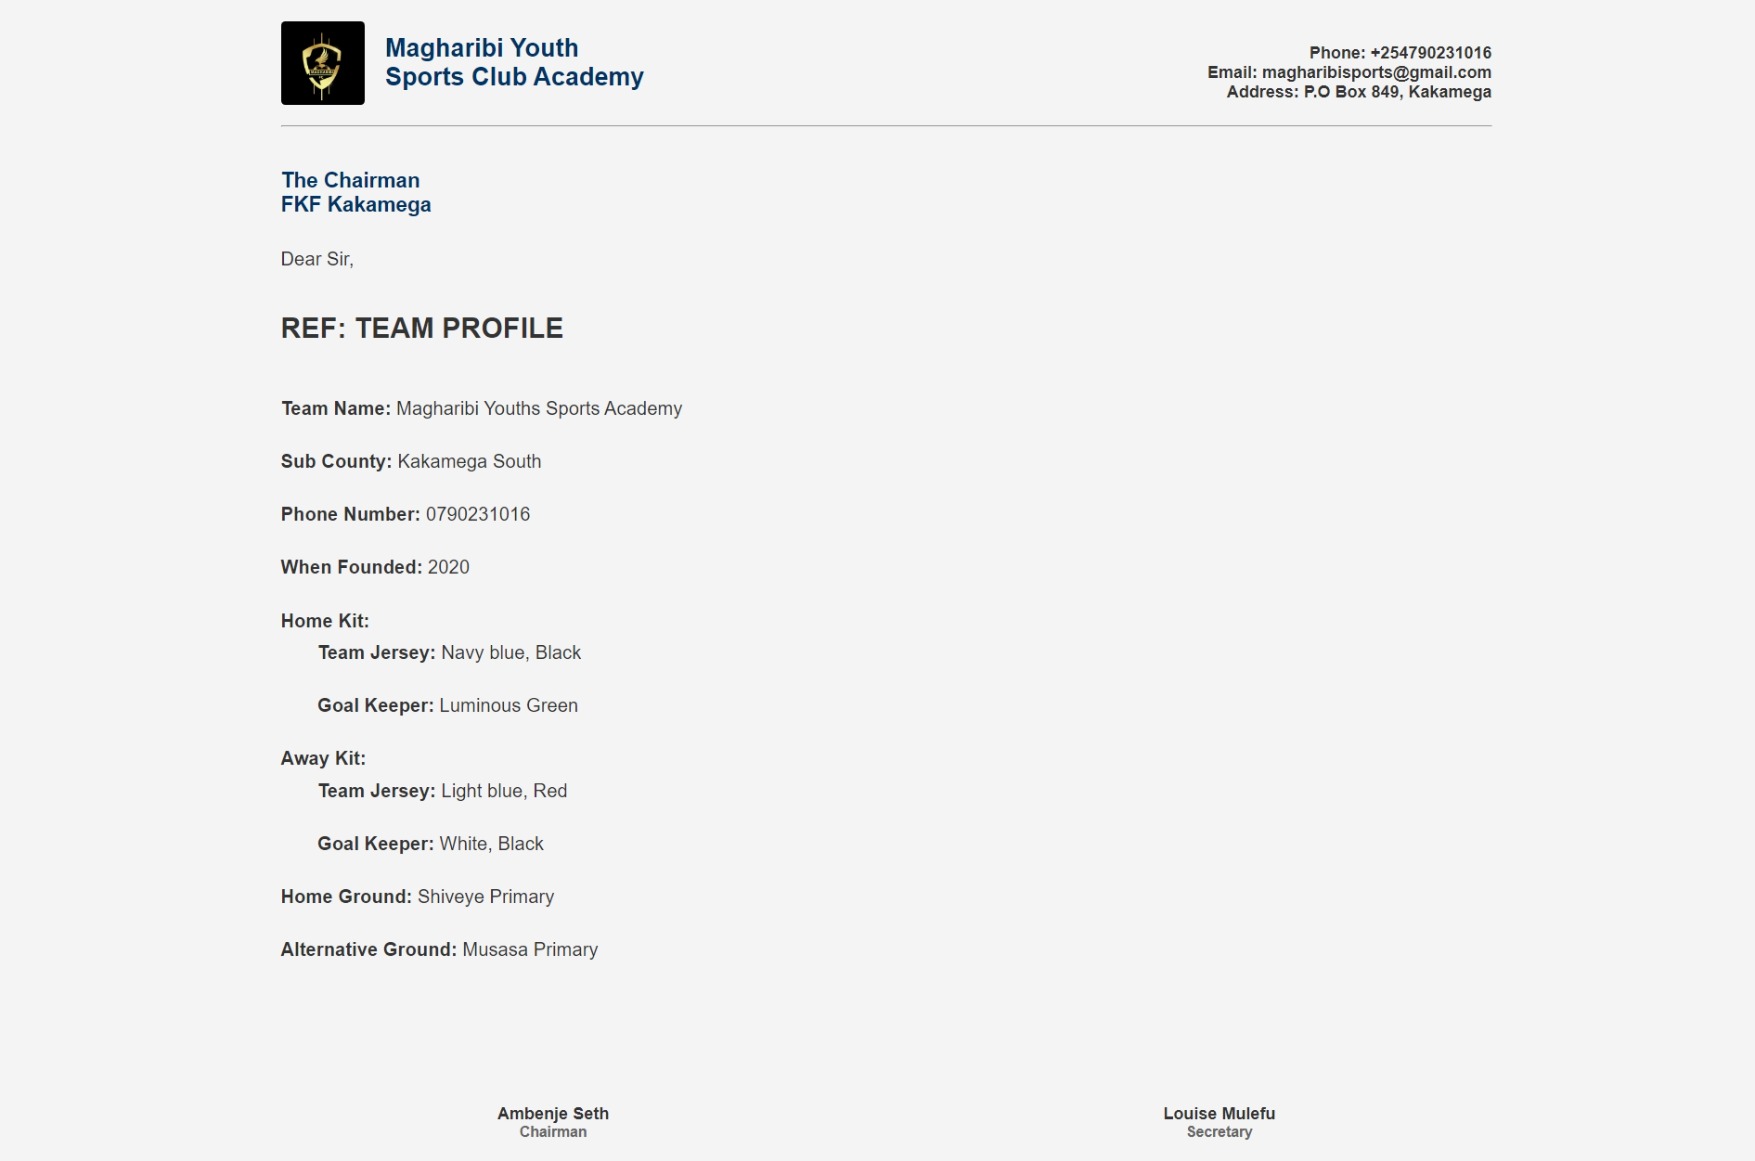 Magharibi Youth
Sports Club Academy
Phone: +254790231016
Email: magharibisports@gmail.com
Address: P.O Box 849, Kakamega
The Chairman
FKF Kakamega
Dear Sir,
REF: TEAM PROFILE
Team Name: Magharibi Youths Sports Academy
Sub County: Kakamega South
Phone Number: 0790231016
When Founded: 2020
Home Kit:
Team Jersey: Navy blue, Black
Goal Keeper: Luminous Green
Away Kit:
Team Jersey: Light blue, Red
Goal Keeper: White, Black
Home Ground: Shiveye Primary
Alternative Ground: Musasa Primary
Ambenje Seth
Chairman
Louise Mulefu
Secretary